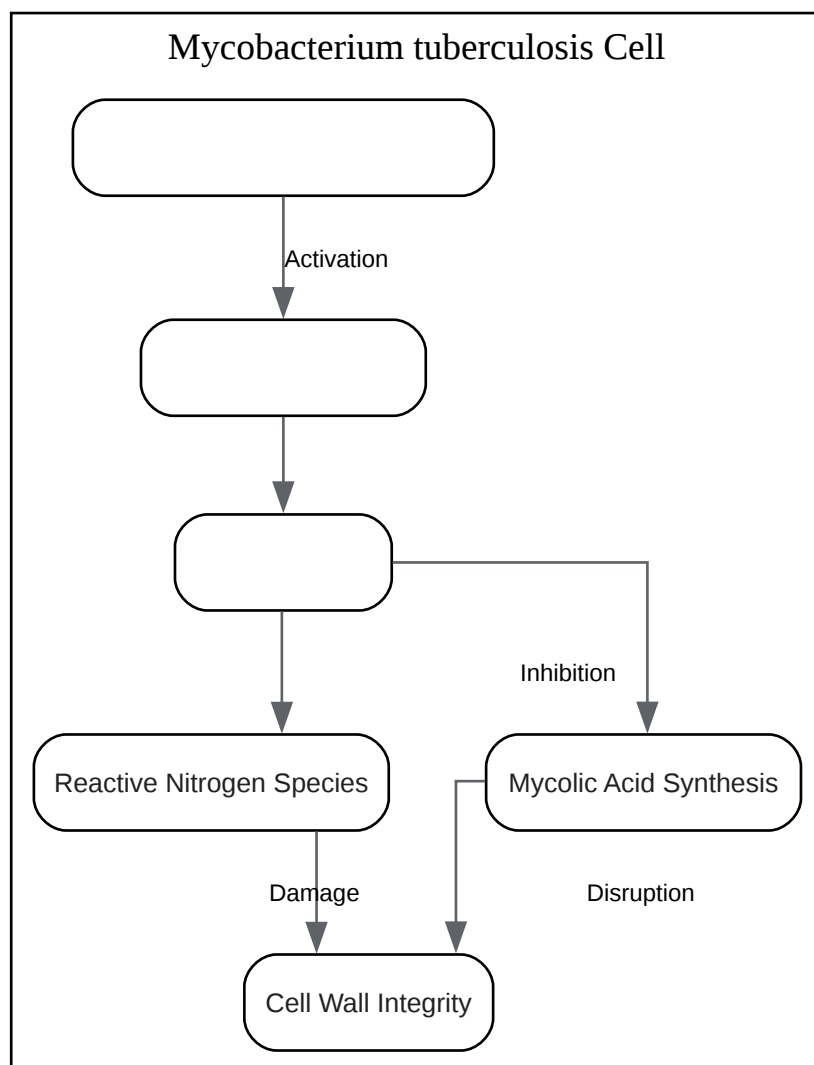 Mycobacterium tuberculosis Cell
Activation
Inhibition
Reactive Nitrogen Species
Mycolic Acid Synthesis
Damage
Disruption
Cell Wall Integrity